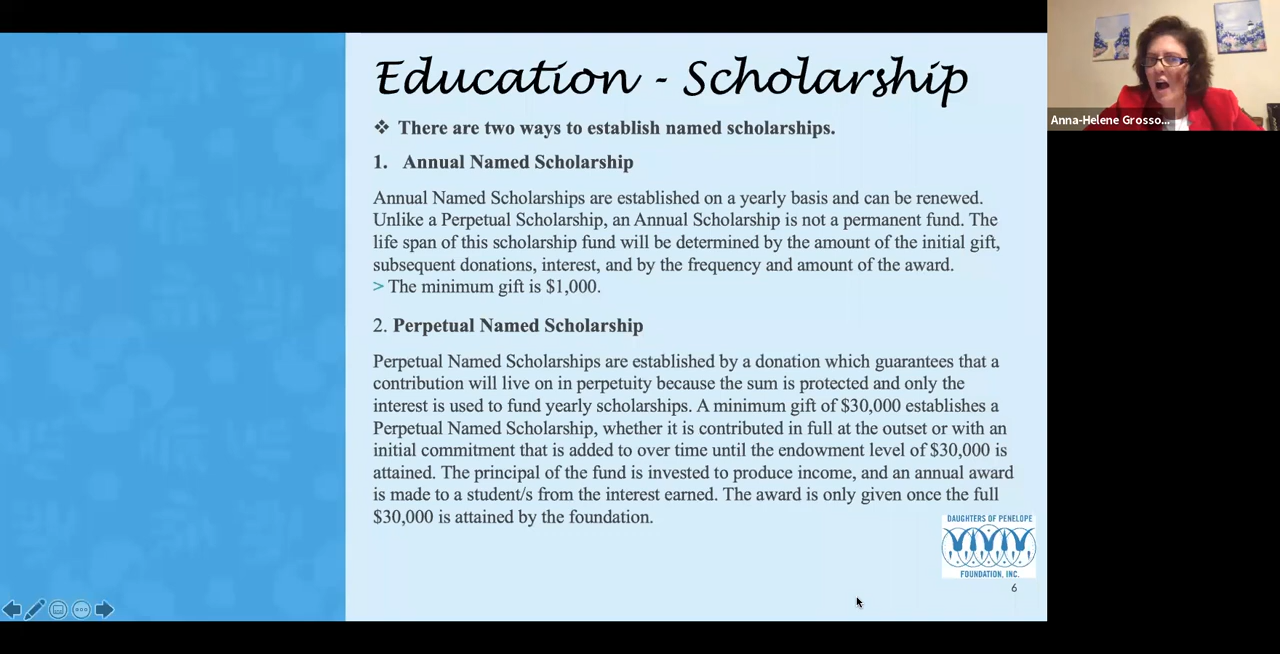 Education - Scholarship
❖ There are two ways to establish named scholarships.
1. Annual Named Scholarship
Annual Named Scholarships are established on a yearly basis and can be renewed.
Unlike a Perpetual Scholarship, an Annual Scholarship is not a permanent fund. The
life span of this scholarship fund will be determined by the amount of the initial gift,
subsequent donations, interest, and by the frequency and amount of the award.
> The minimum gift is $1,000.
2. Perpetual Named Scholarship
Perpetual Named Scholarships are established by a donation which guarantees that a
contribution will live on in perpetuity because the sum is protected and only the
interest is used to fund yearly scholarships. A minimum gift of $30,000 establishes a
Perpetual Named Scholarship, whether it is contributed in full at the outset or with an
initial commitment that is added to over time until the endowment level of $30,000 is
attained. The principal of the fund is invested to produce income, and an annual award
is made to a student/s from the interest earned. The award is only given once the full
$30,000 is attained by the foundation.
DAUGHTERS OF PENELOPE
FOUNDATION, INC.
6
Anna-Helene Grosso...